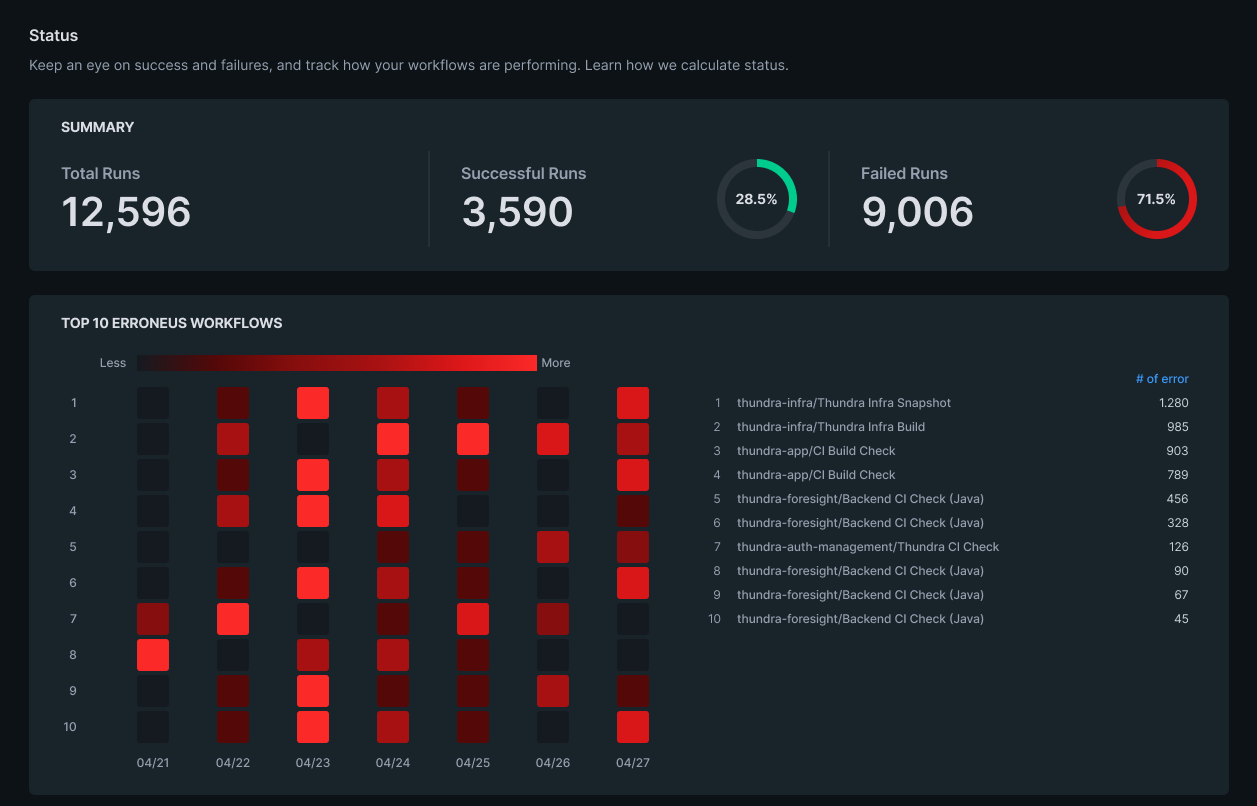 Status
Keep an eye on success and failures, and track how your workflows are performing. Learn how we calculate status.
SUMMARY
Total Runs
12,596
Successful Runs
3,590
28.5%
Failed Runs
9,006
71.5%
TOP 10 ERRONEUS WORKFLOWS
Less
More
1
2
3
4
5
6
7
8
9
10
04/21 04/22 04/23 04/24 04/25 04/26 04/27
# of error
1 thundra-infra/Thundra Infra Snapshot 1.280
2 thundra-infra/Thundra Infra Build 985
3 thundra-app/CI Build Check 903
4 thundra-app/CI Build Check 789
5 thundra-foresight/Backend CI Check (Java) 456
6 thundra-foresight/Backend CI Check (Java) 328
7 thundra-auth-management/Thundra CI Check 126
8 thundra-foresight/Backend CI Check (Java) 90
9 thundra-foresight/Backend CI Check (Java) 67
10 thundra-foresight/Backend CI Check (Java) 45